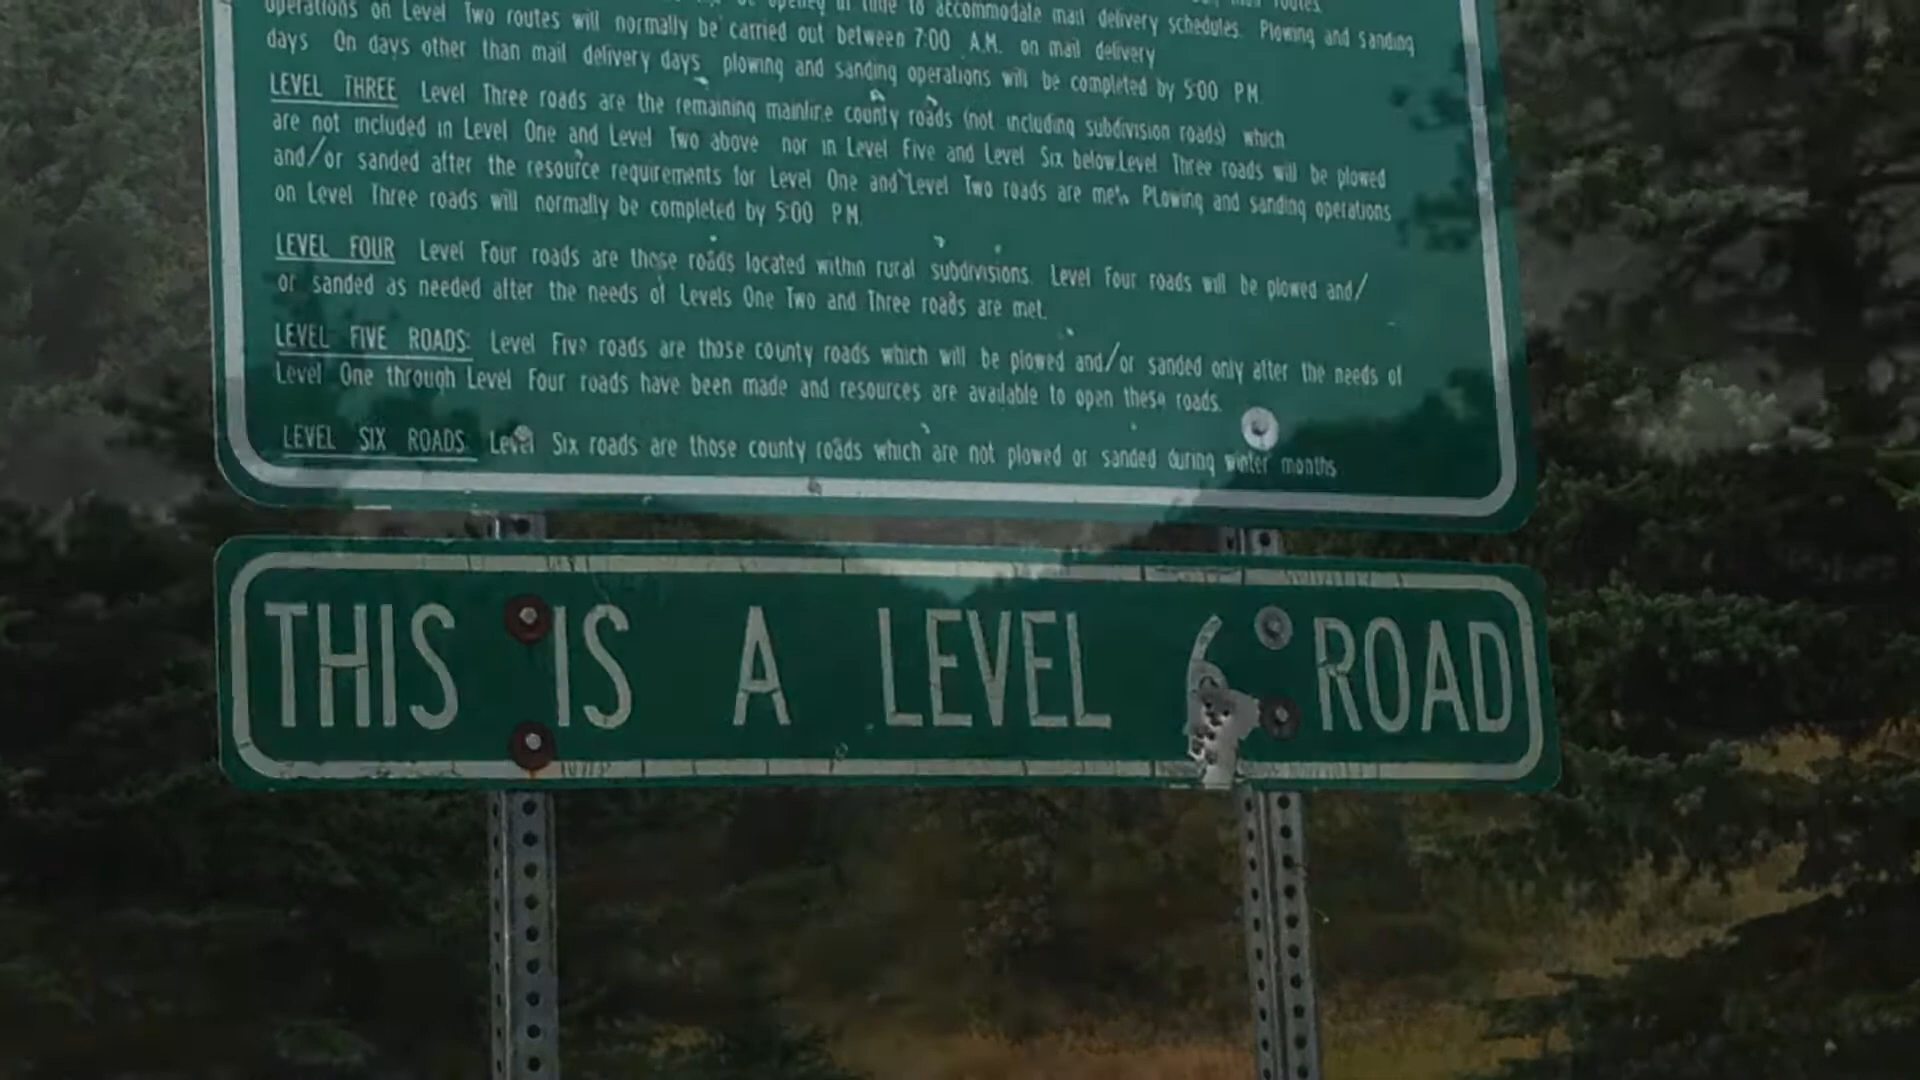 to accommodate mail delivery schedules. Plowing and sanding
operations on Level Two routes will normally be carried out between 7:00 A.M. on mail delivery
days On days other than mail delivery days plowing and sanding operations will be completed by 5:00 P.M.
LEVEL THREE Level Three roads are the remaining mainline county roads (not including subdivision roads) which
are not included in Level One and Level Two above nor in Level Five and Level Six below.Level Three roads will be plowed
and/or sanded after the resource requirements for Level One and Level Two roads are met. PLowing and sanding operations
on Level Three roads will normally be completed by 5:00 P.M.
LEVEL FOUR Level Four roads are those roads located within rural subdivisions. Level Four roads will be plowed and/
or sanded as needed after the needs of Levels One Two and Three roads are met.
LEVEL FIVE ROADS: Level Five roads are those county roads which will be plowed and/or sanded only after the needs of
Level One through Level Four roads have been made and resources are available to open these roads.
LEVEL SIX ROADS: Level Six roads are those county roads which are not plowed or sanded during winter months
THIS IS A LEVEL 6 ROAD